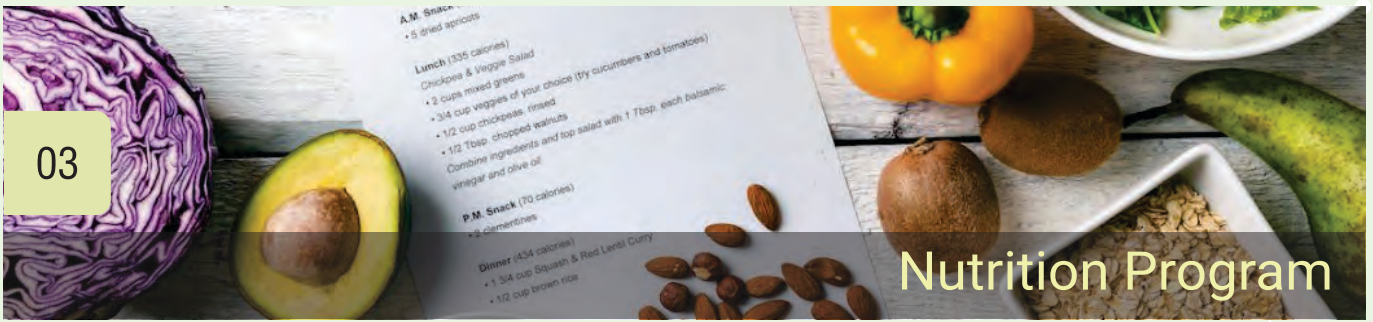 A.M. Snack
• 5 dried apricots
Lunch (335 calories)
Chickpea & Veggie Salad
• 2 cups mixed greens
• 3/4 cup veggies of your choice (try cucumbers and tomatoes)
• 1/2 cup chickpeas, rinsed
• 1/2 Tbsp. chopped walnuts
Combine ingredients and top salad with 1 Tbsp. each balsamic
vinegar and olive oil
P.M. Snack (70 calories)
• 2 clementines
Dinner (434 calories)
• 1 3/4 cup Squash & Red Lentil Curry
• 1/2 cup brown rice
03
Nutrition Program